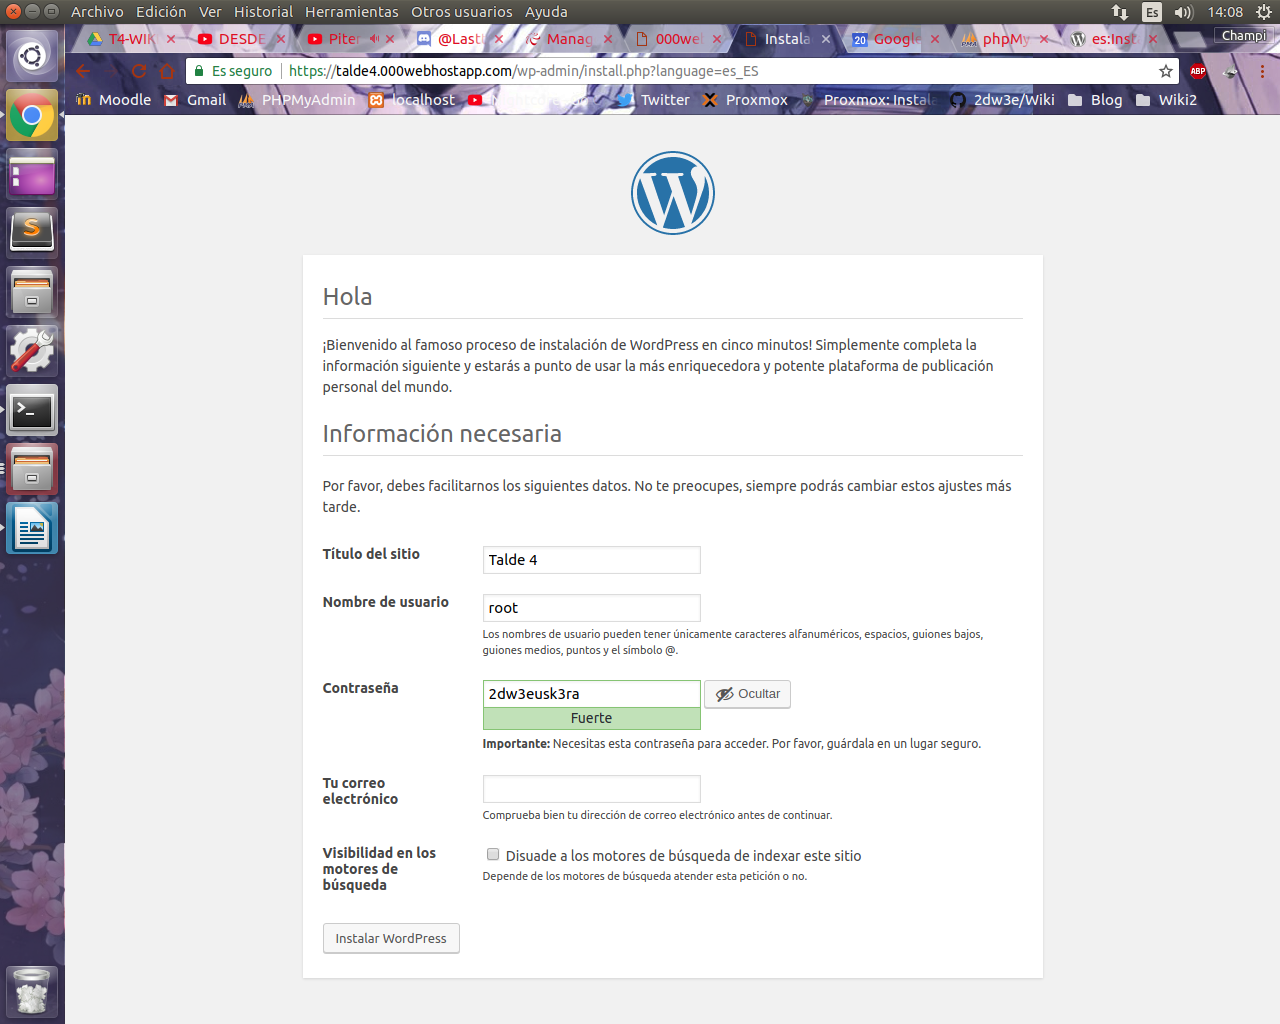 Archivo Edición Ver Historial Herramientas Otros usuarios Ayuda
Es 14:08
T4-WIK DESDE Piter @Last Manag 000wel Instala Google phpMy es:Inst Champi
Es seguro https://talde4.000webhostapp.com/wp-admin/install.php?language=es_ES ABP
Moodle Gmail PHPMyAdmin localhost Twitter Proxmox Proxmox: Instala 2dw3e/Wiki Blog Wiki2
Hola
¡Bienvenido al famoso proceso de instalación de WordPress en cinco minutos! Simplemente completa la
información siguiente y estarás a punto de usar la más enriquecedora y potente plataforma de publicación
personal del mundo.
Información necesaria
Por favor, debes facilitarnos los siguientes datos. No te preocupes, siempre podrás cambiar estos ajustes más
tarde.
Título del sitio Talde 4
Nombre de usuario root
Los nombres de usuario pueden tener únicamente caracteres alfanuméricos, espacios, guiones bajos,
guiones medios, puntos y el símbolo @.
Contraseña 2dw3eusk3ra Ocultar
Fuerte
Importante: Necesitas esta contraseña para acceder. Por favor, guárdala en un lugar seguro.
Tu correo
electrónico
Comprueba bien tu dirección de correo electrónico antes de continuar.
Visibilidad en los
motores de
búsqueda
Disuade a los motores de búsqueda de indexar este sitio
Depende de los motores de búsqueda atender esta petición o no.
Instalar WordPress